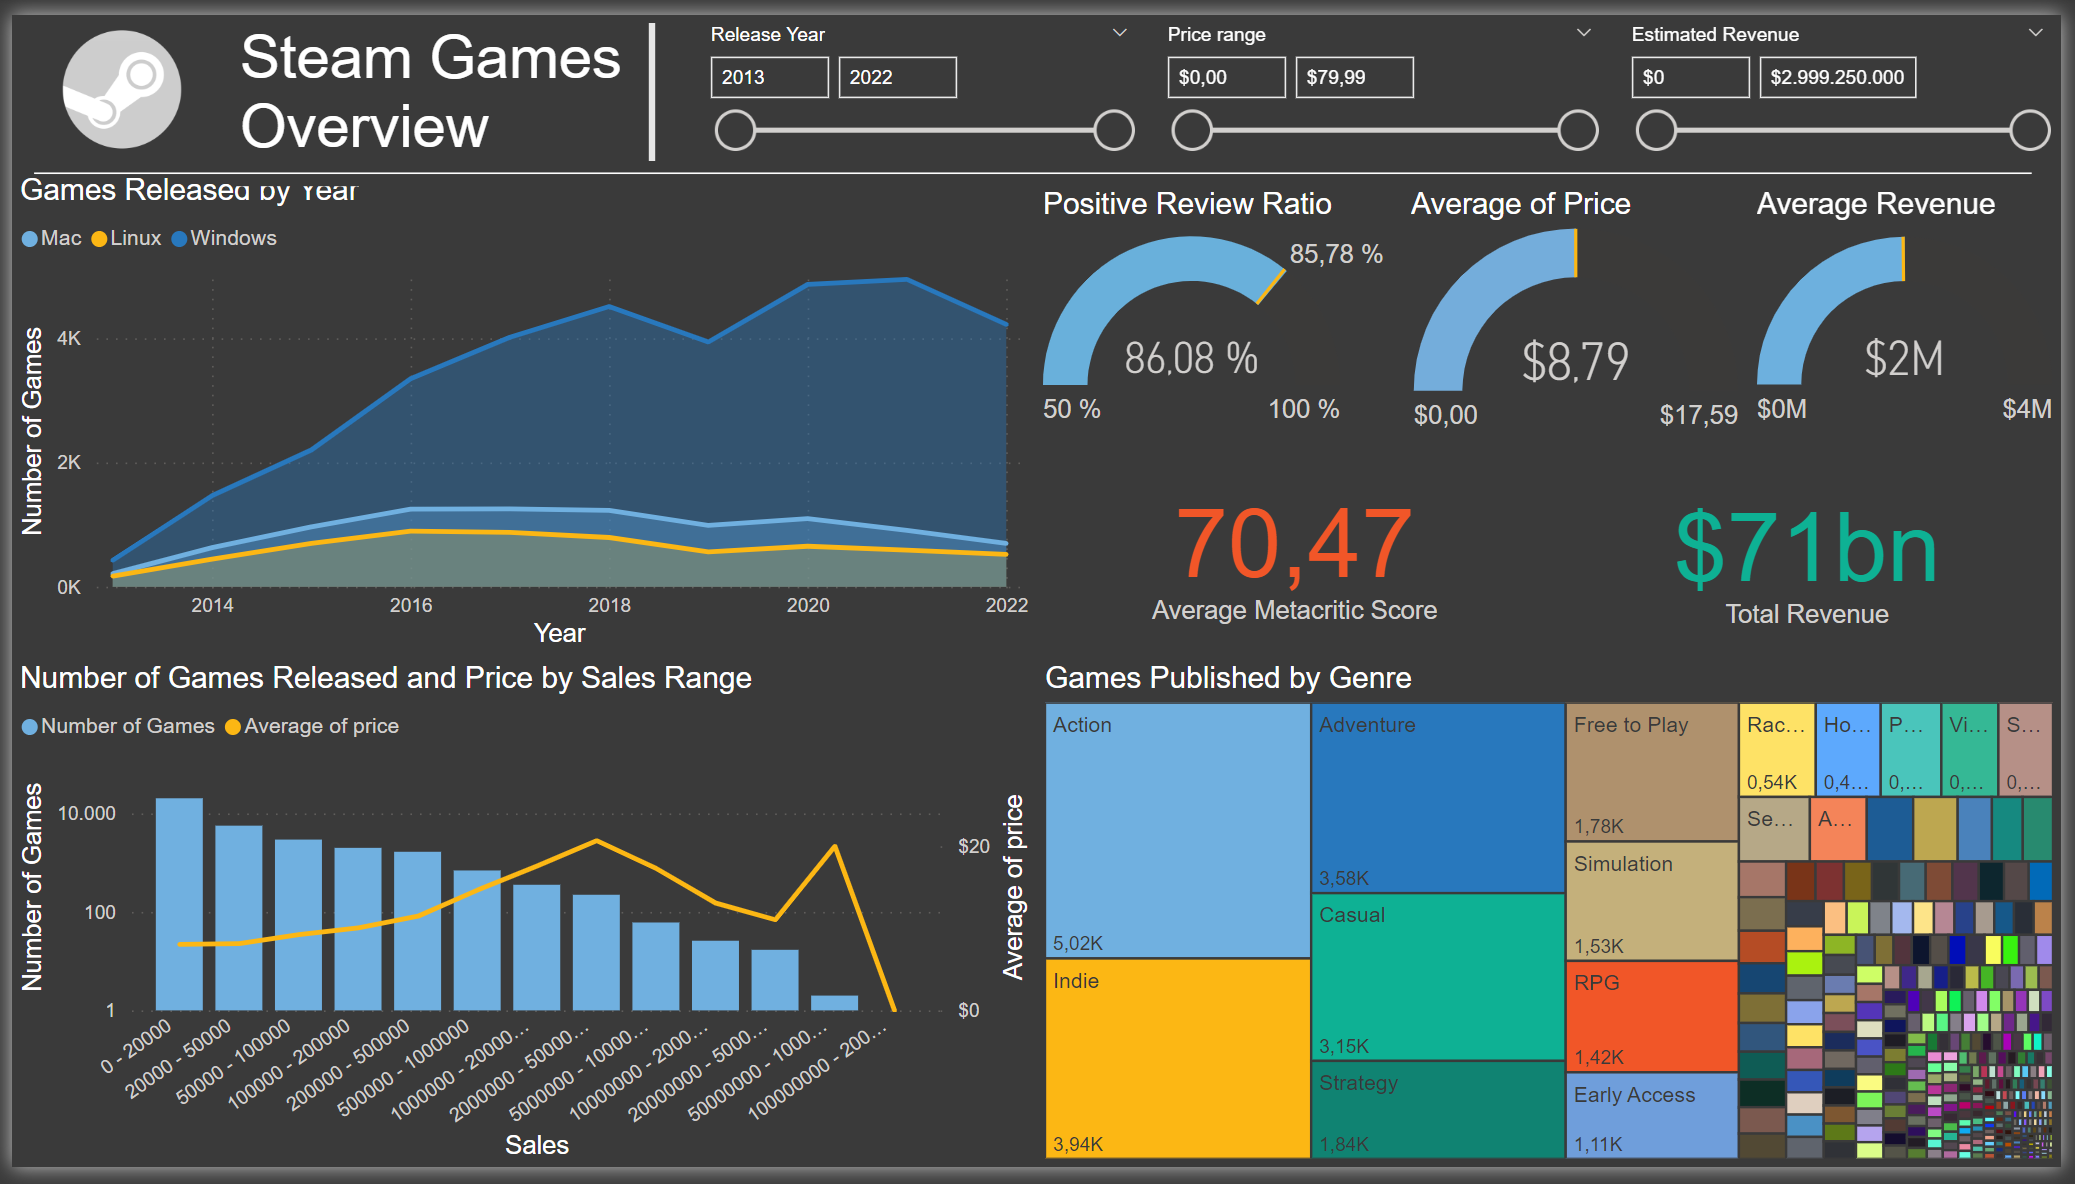 Steam Games
Overview
Release Year
2013
2022
Price range
$0,00
$79,99
Estimated Revenue
$0
$2.999.250.000
Games Released by Year
Mac
Linux
Windows
Number of Games
4K
2K
0K
2014
2016
2018
2020
2022
Year
Positive Review Ratio
85,78 %
86,08 %
50 %
100 %
Average of Price
$8,79
$0,00
$17,59
Average Revenue
$2M
$0M
$4M
70,47
Average Metacritic Score
$71bn
Total Revenue
Number of Games Released and Price by Sales Range
Number of Games
Average of price
Number of Games
10.000
100
1
$20
$0
Average of price
0 - 20000
20000 - 50000
50000 - 100000
100000 - 200000
200000 - 500000
500000 - 1000000
1000000 - 20000...
2000000 - 50000...
5000000 - 10000...
10000000 - 2000...
20000000 - 5000...
50000000 - 1000...
100000000 - 200...
Sales
Games Published by Genre
Action
5,02K
Indie
3,94K
Adventure
3,58K
Casual
3,15K
Strategy
1,84K
Free to Play
1,78K
Simulation
1,53K
RPG
1,42K
Early Access
1,11K
Rac...
0,54K
Ho...
0,4...
P...
0,...
Vi...
0,...
S...
0,...
Se...
A...